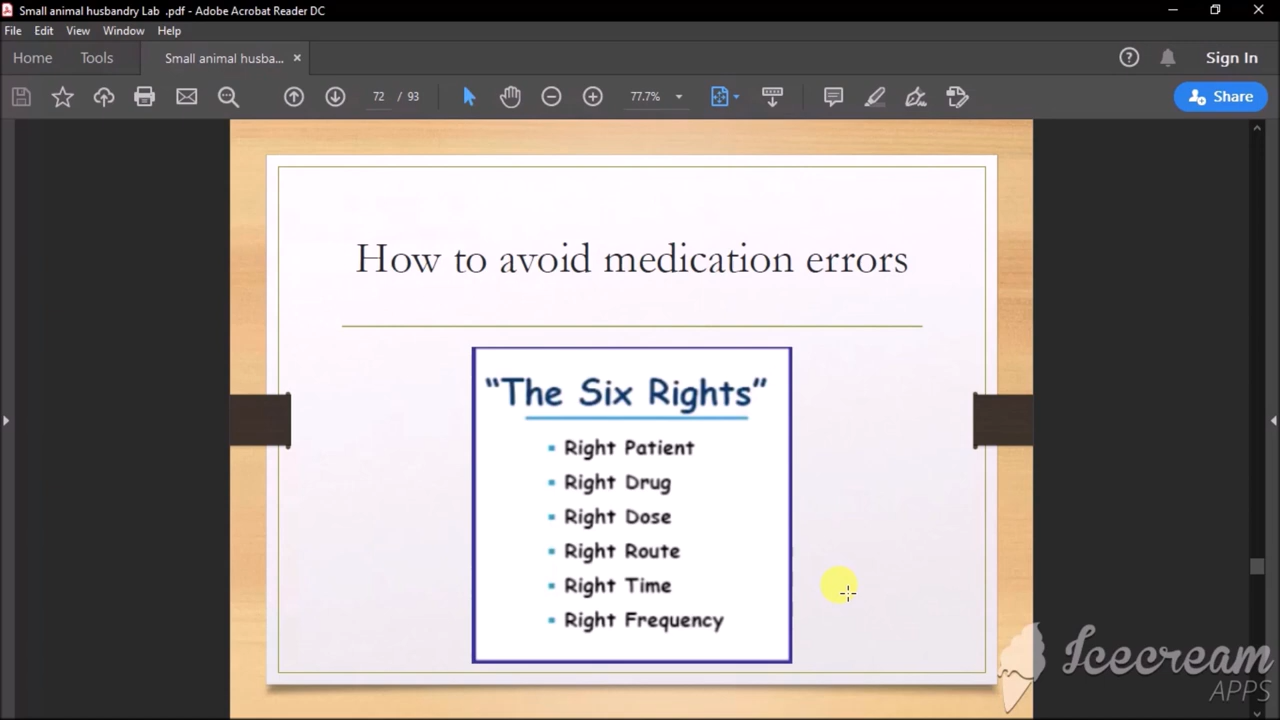 Small animal husbandry Lab .pdf - Adobe Acrobat Reader DC
File Edit View Window Help
Home Tools Small animal husba... Sign In
72 / 93 77.7% Share
How to avoid medication errors
“The Six Rights”
▪ Right Patient
▪ Right Drug
▪ Right Dose
▪ Right Route
▪ Right Time
▪ Right Frequency
Icecream
APPS